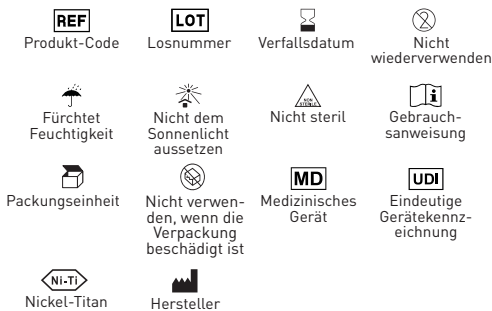 REF
LOT
2
Produkt-Code
Losnummer
Verfallsdatum
Nicht
wiederverwenden
NON
STERILE
i
Fürchtet
Feuchtigkeit
Nicht dem
Sonnenlicht
aussetzen
Nicht steril
Gebrauch-
sanweisung
MD
UDI
Packungseinheit
Nicht verwen-
den, wenn die
Verpackung
beschädigt ist
Medizinisches
Gerät
Eindeutige
Gerätekennz-
eichnung
Ni-Ti
Nickel-Titan
Hersteller